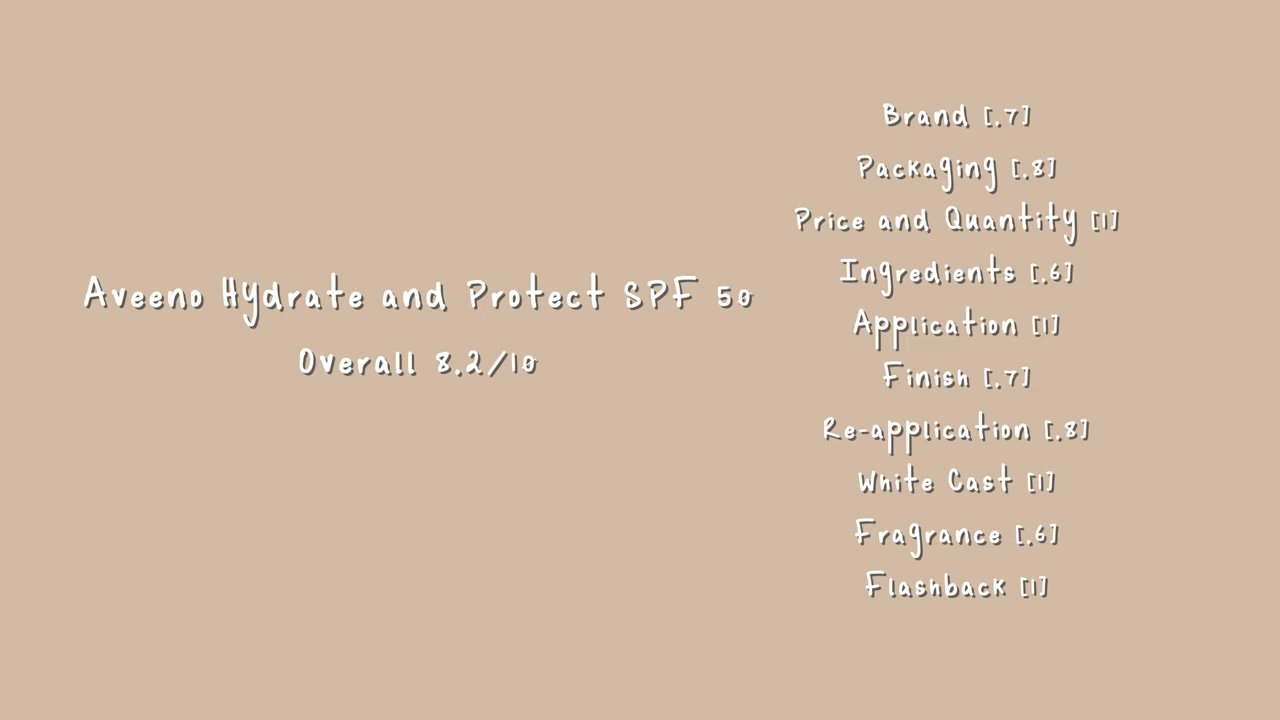 Aveeno Hydrate and Protect SPF 50
Overall 8.2/10
Brand [.7]
Packaging [.8]
Price and Quantity [1]
Ingredients [.6]
Application [1]
Finish [.7]
Re-application [.8]
White Cast [1]
Fragrance [.6]
Flashback [1]